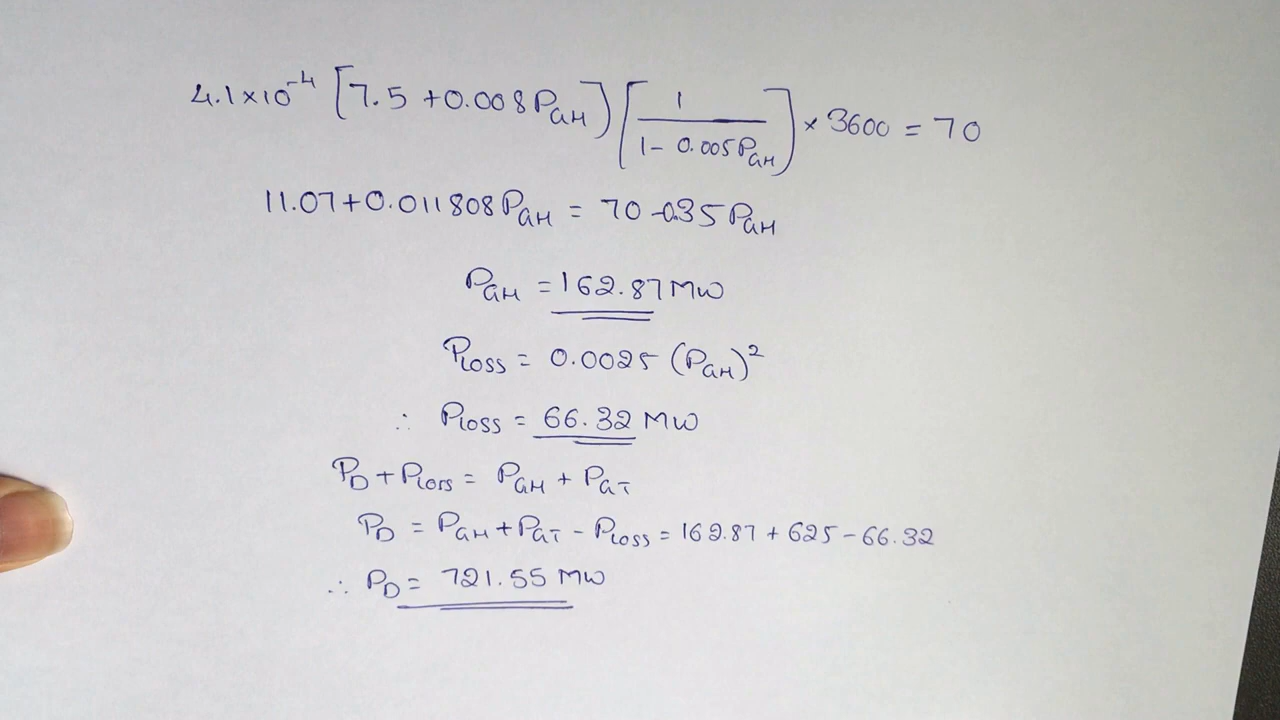 4.1×10⁻⁴ [7.5 + 0.008 P_GH) [1 / 1 - 0.005 P_GH] × 3600 = 70
11.07 + 0.011808 P_GH = 70 - 0.35 P_GH
P_GH = 162.87 MW
P_loss = 0.0025 (P_GH)²
∴ P_loss = 66.32 MW
P_D + P_loss = P_GH + P_GT
P_D = P_GH + P_GT - P_loss = 162.87 + 625 - 66.32
∴ P_D = 721.55 MW